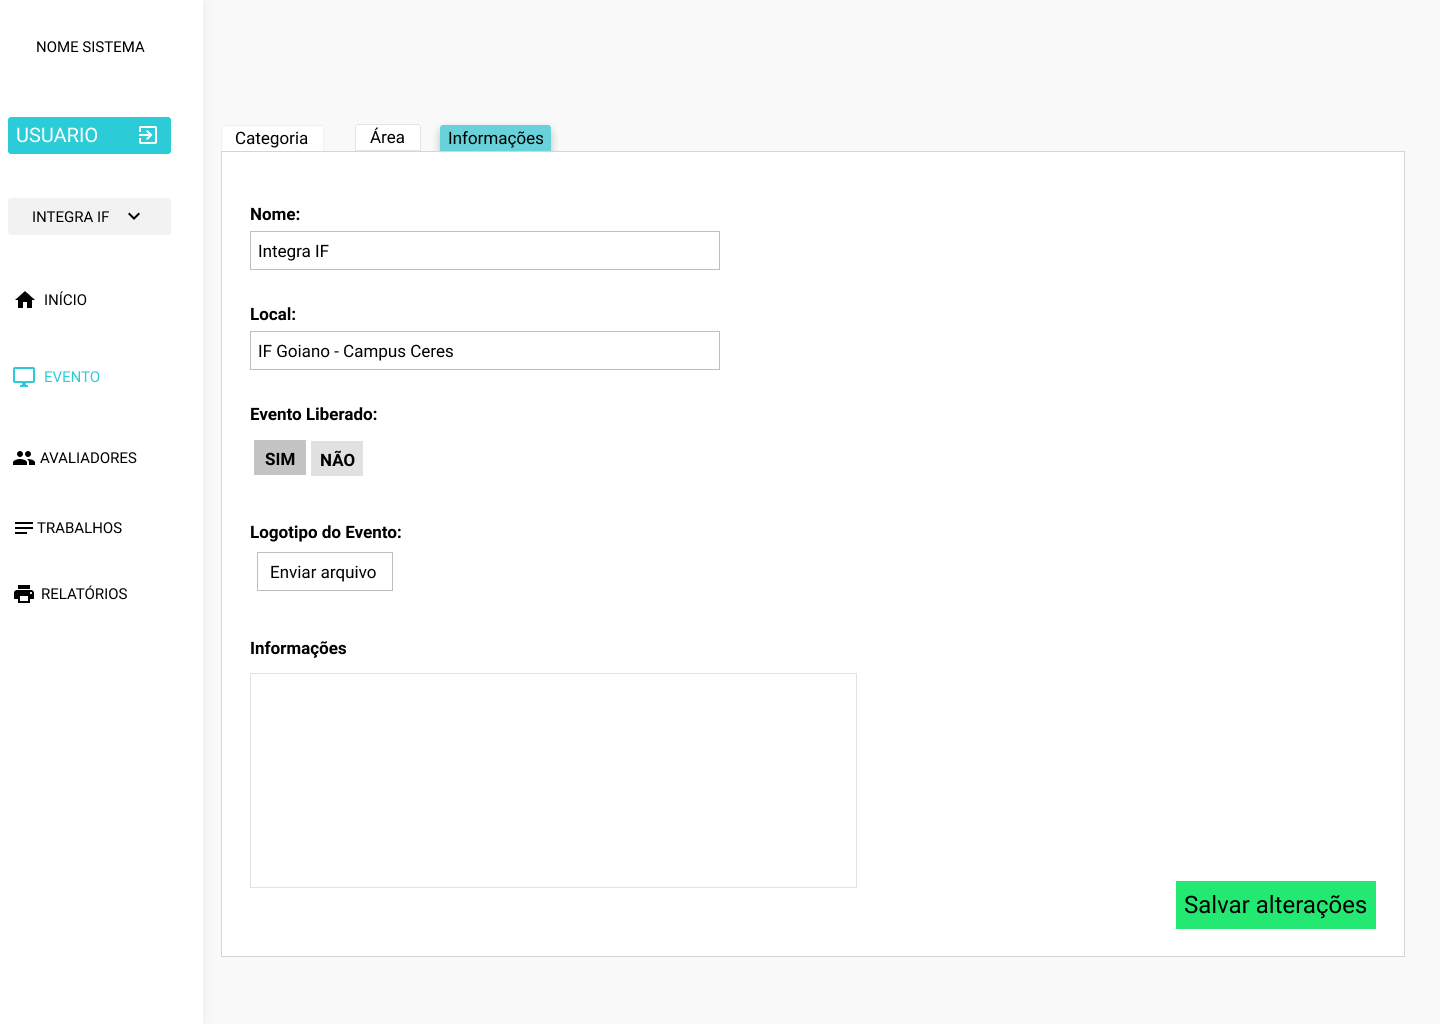 NOME SISTEMA
USUARIO
INTEGRA IF
INÍCIO
EVENTO
AVALIADORES
TRABALHOS
RELATÓRIOS
Categoria
Área
Informações
Nome:
Integra IF
Local:
IF Goiano - Campus Ceres
Evento Liberado:
SIM NÃO
Logotipo do Evento:
Enviar arquivo
Informações
Salvar alterações